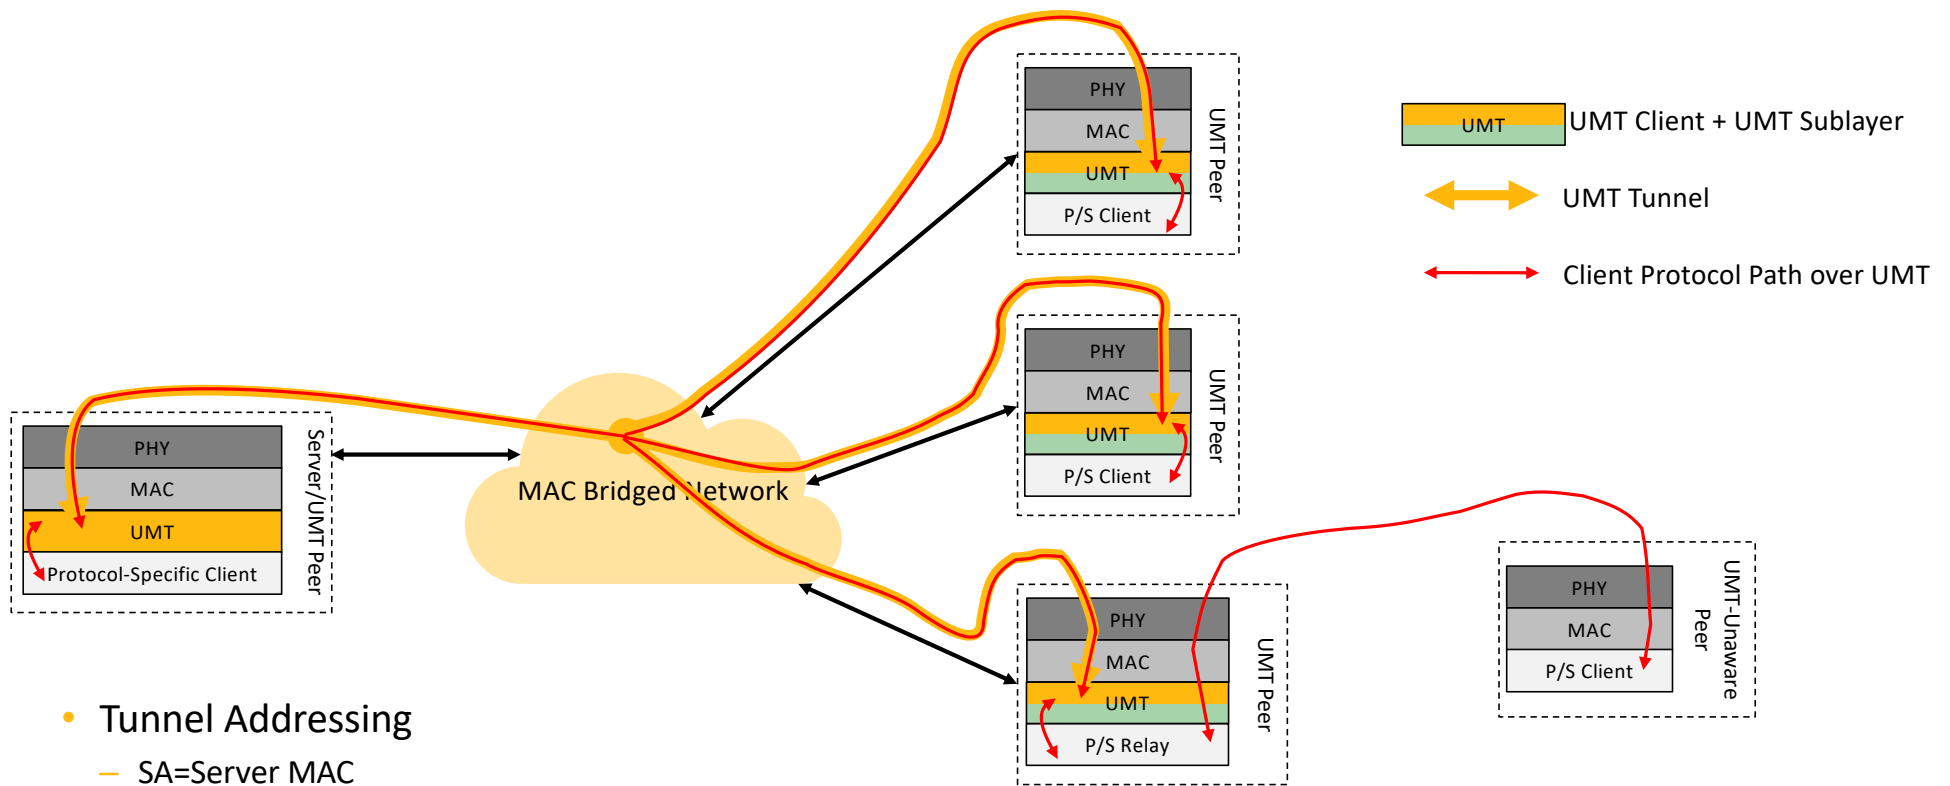 PHY
MAC
UMT
P/S Client
UMT Peer
UMT
UMT Client + UMT Sublayer
UMT Tunnel
Client Protocol Path over UMT
PHY
MAC
UMT
P/S Client
UMT Peer
PHY
MAC
UMT
Protocol-Specific Client
Server/UMT Peer
MAC Bridged Network
PHY
MAC
UMT
P/S Relay
UMT Peer
PHY
MAC
P/S Client
UMT-Unaware
Peer
• Tunnel Addressing
– SA=Server MAC